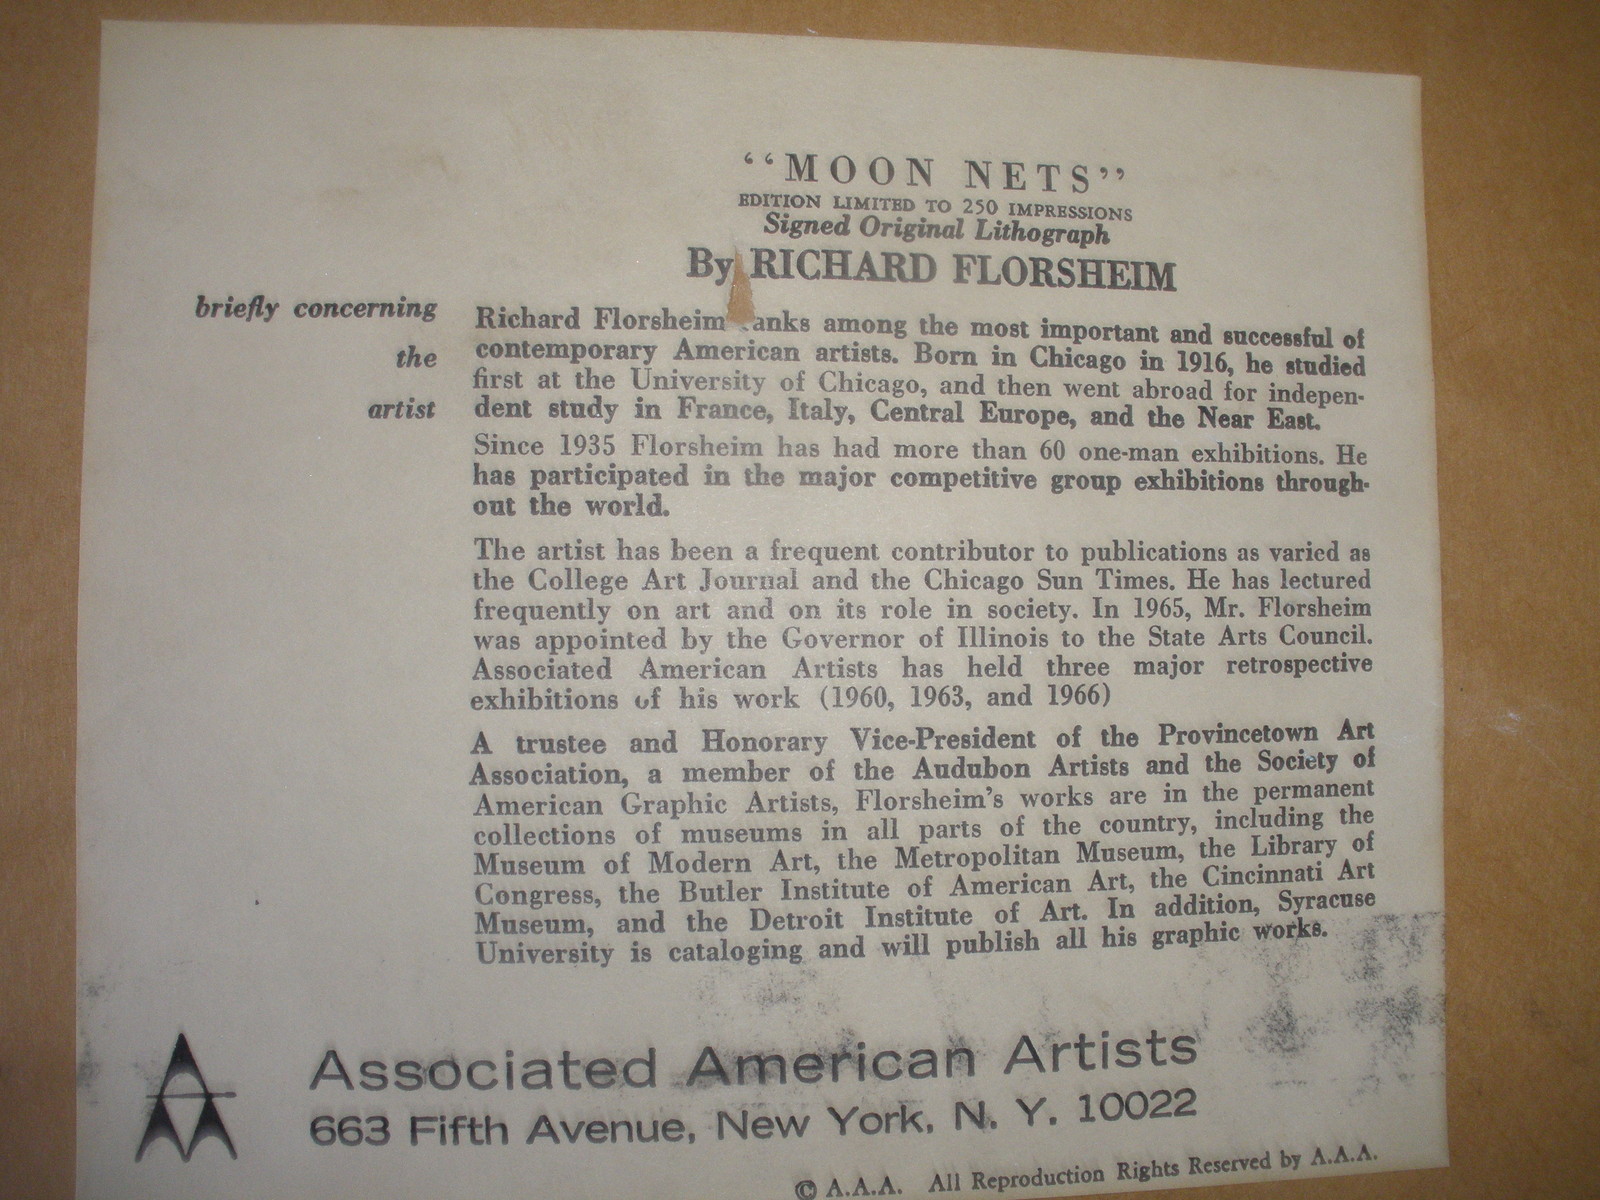 “MOON NETS”
EDITION LIMITED TO 250 IMPRESSIONS
Signed Original Lithograph
By RICHARD FLORSHEIM
briefly concerning
the
artist
Richard Florsheim anks among the most important and successful of
contemporary American artists. Born in Chicago in 1916, he studied
first at the University of Chicago, and then went abroad for indepen-
dent study in France, Italy, Central Europe, and the Near East.
Since 1935 Florsheim has had more than 60 one-man exhibitions. He
has participated in the major competitive group exhibitions through-
out the world.
The artist has been a frequent contributor to publications as varied as
the College Art Journal and the Chicago Sun Times. He has lectured
frequently on art and on its role in society. In 1965, Mr. Florsheim
was appointed by the Governor of Illinois to the State Arts Council.
Associated American Artists has held three major retrospective
exhibitions of his work (1960, 1963, and 1966)
A trustee and Honorary Vice-President of the Provincetown Art
Association, a member of the Audubon Artists and the Society of
American Graphic Artists, Florsheim’s works are in the permanent
collections of museums in all parts of the country, including the
Museum of Modern Art, the Metropolitan Museum, the Library of
Congress, the Butler Institute of American Art, the Cincinnati Art
Museum, and the Detroit Institute of Art. In addition, Syracuse
University is cataloging and will publish all his graphic works.
Associated American Artists
663 Fifth Avenue, New York, N. Y. 10022
© A.A.A. All Reproduction Rights Reserved by A.A.A.